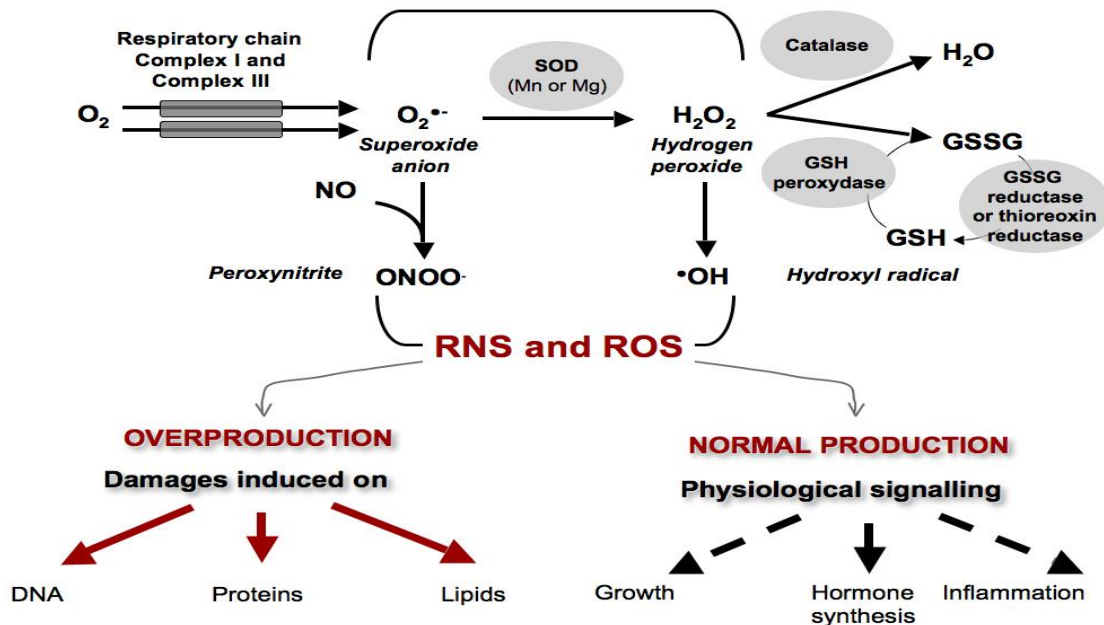 Respiratory chain
Complex I and
Complex III
O₂
O₂•-
Superoxide
anion
SOD
(Mn or Mg)
H₂O₂
Hydrogen
peroxide
Catalase
H₂O
GSSG
GSH
peroxydase
GSSG
reductase
or thioreoxin
reductase
GSH
NO
Peroxynitrite
ONOO-
•OH
Hydroxyl radical
RNS and ROS
OVERPRODUCTION
Damages induced on
DNA
Proteins
Lipids
NORMAL PRODUCTION
Physiological signalling
Growth
Hormone
synthesis
Inflammation